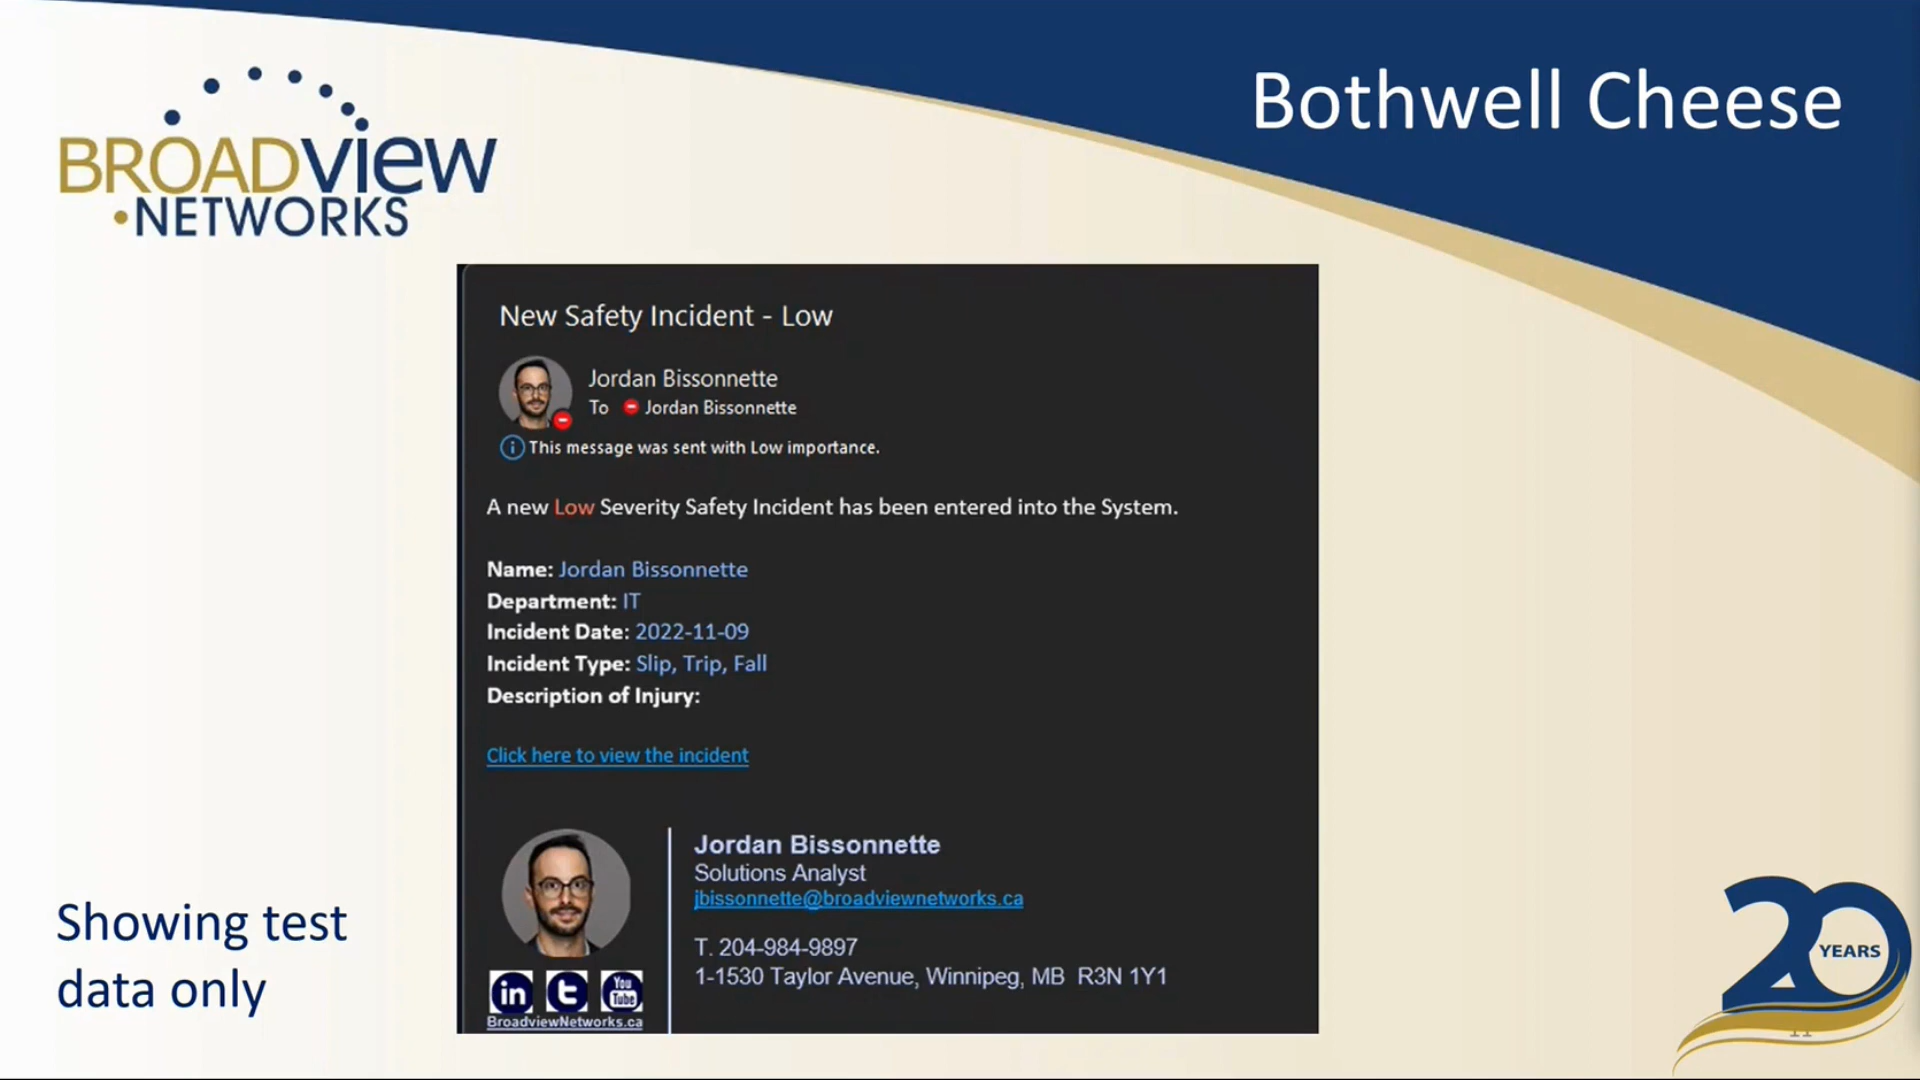 Bothwell Cheese
BROADVIEW
NETWORKS
New Safety Incident - Low
Jordan Bissonnette
To Jordan Bissonnette
This message was sent with Low importance.
A new Low Severity Safety Incident has been entered into the System.
Name: Jordan Bissonnette
Department: IT
Incident Date: 2022-11-09
Incident Type: Slip, Trip, Fall
Description of Injury:
Click here to view the incident
Jordan Bissonnette
Solutions Analyst
jbissonnette@broadviewnetworks.ca
T. 204-984-9897
1-1530 Taylor Avenue, Winnipeg, MB R3N 1Y1
in t You Tube
BroadviewNetworks.ca
Showing test
data only
20 YEARS
11